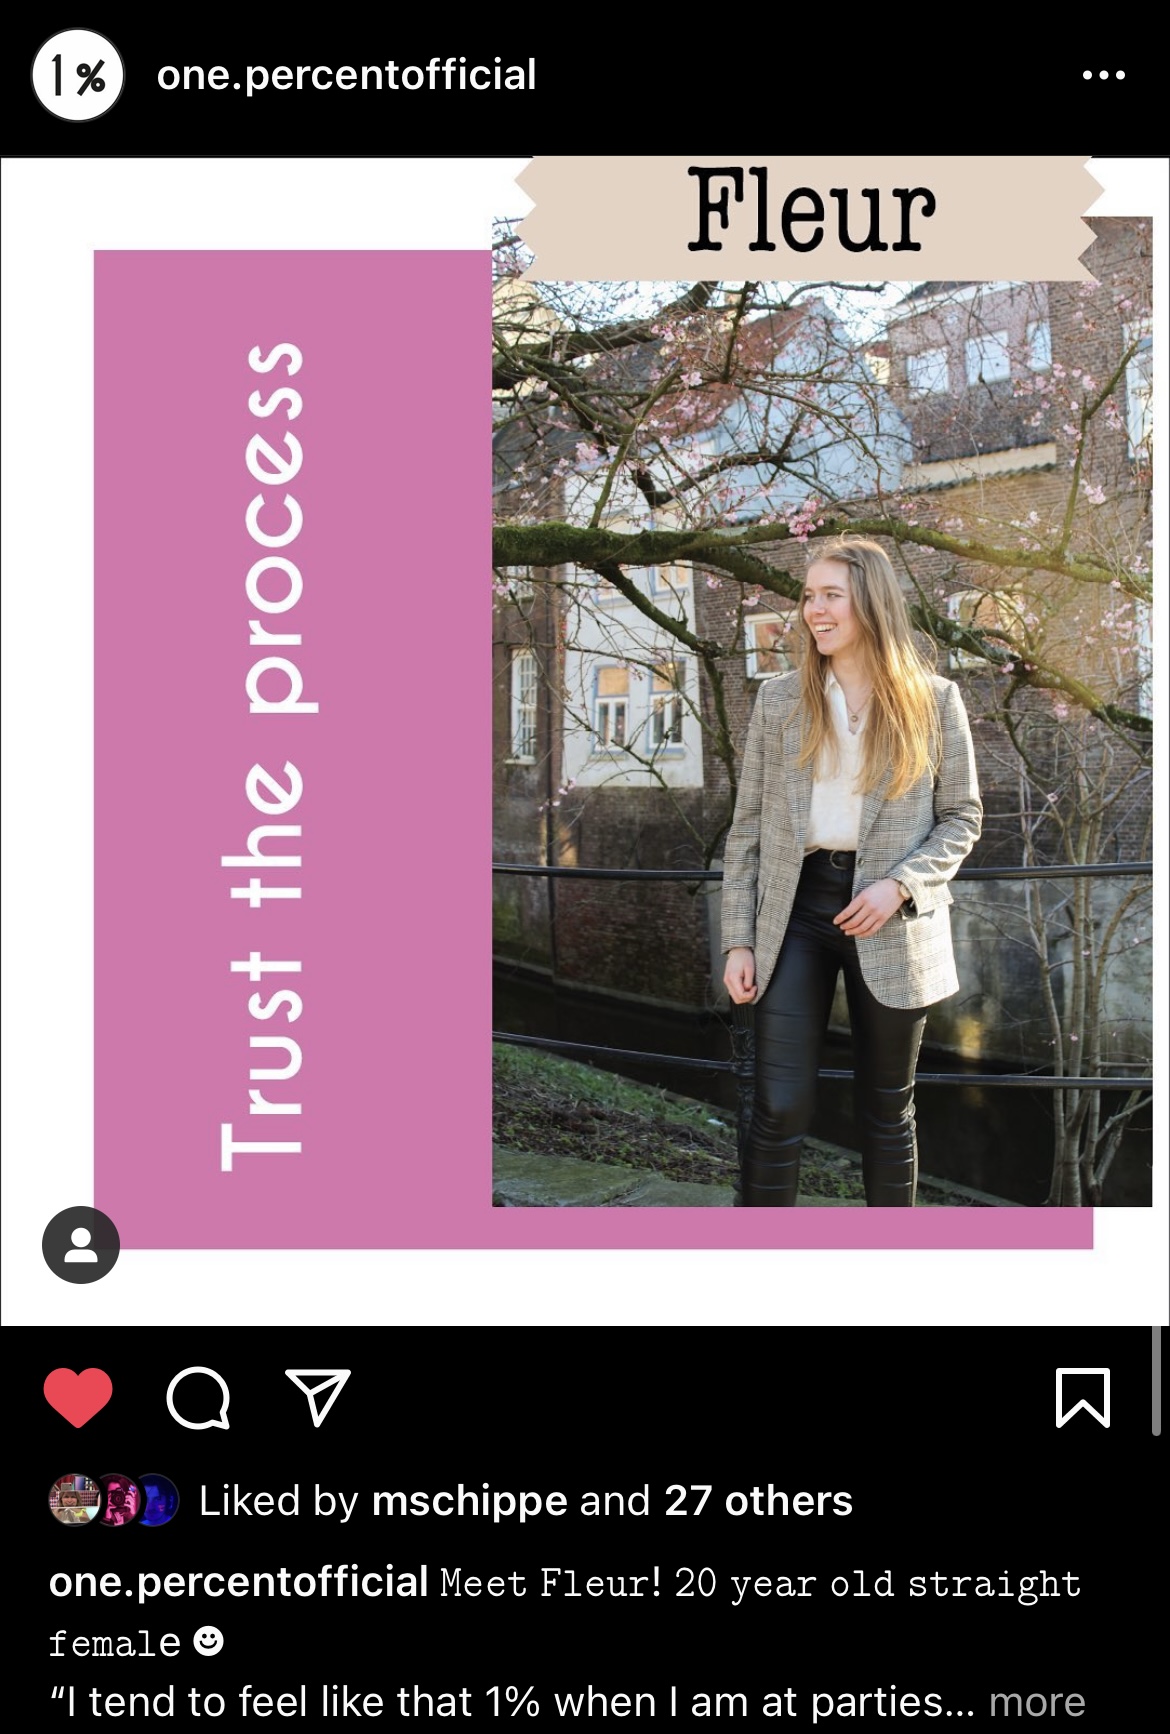 1%
one.percentofficial
Fleur
Trust the process
Liked by mschippe and 27 others
one.percentofficial Meet Fleur! 20 year old straight
female ☻
“I tend to feel like that 1% when I am at parties... more